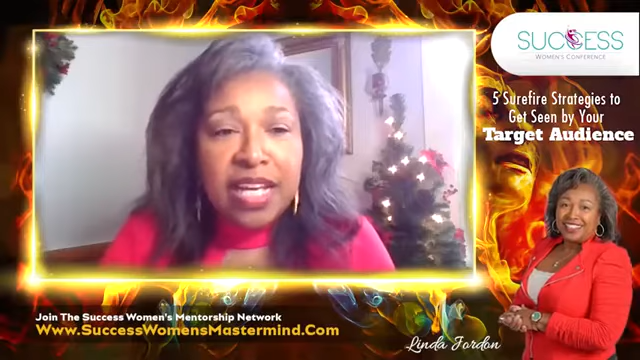 SUCCESS
WOMEN'S CONFERENCE
5 Surefire Strategies to
Get Seen by Your
Target Audience
Join The Success Women's Mentorship Network
Www.SuccessWomensMastermind.Com
Linda Fordon